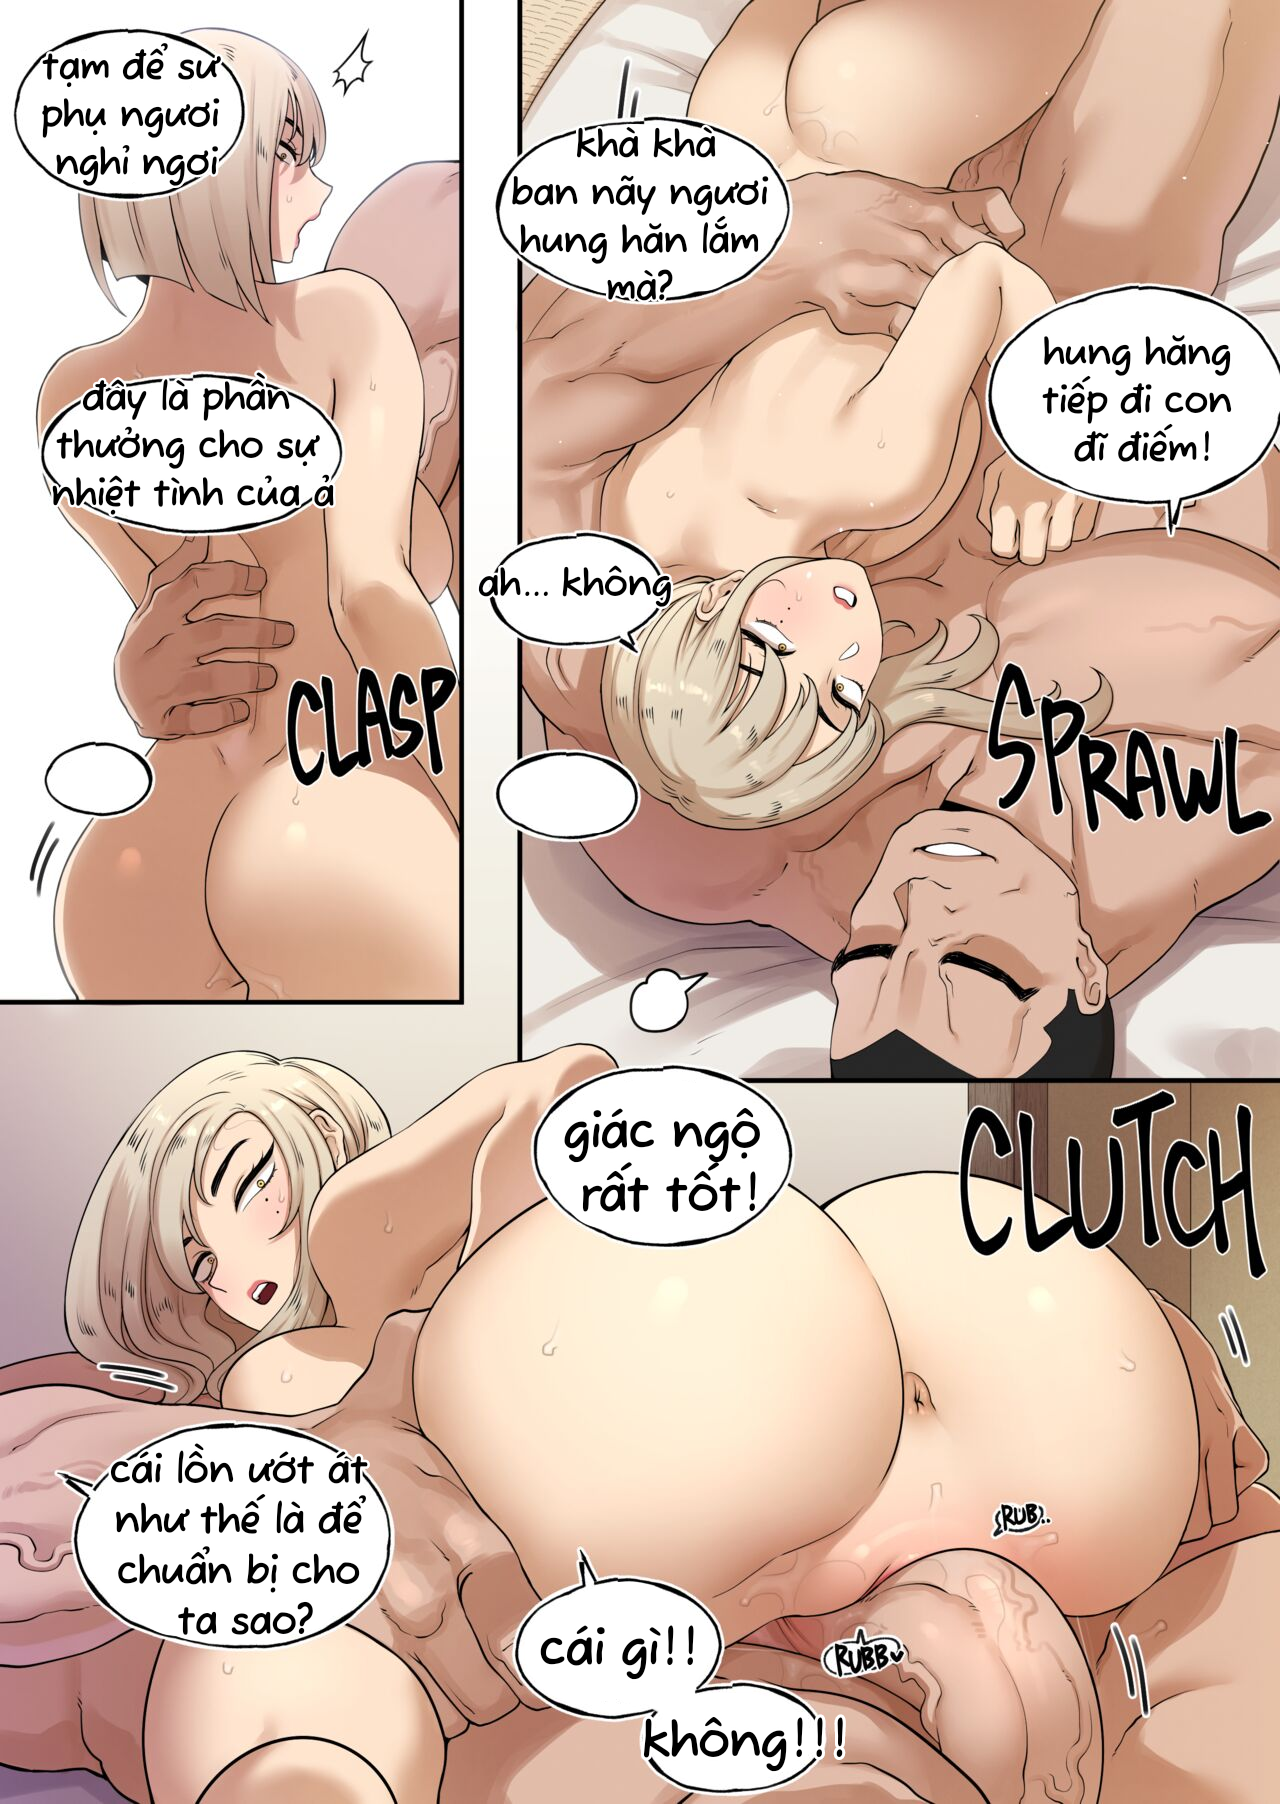 tạm để sư
phụ ngươi
nghỉ ngơi
đây là phần
thưởng cho sự
nhiệt tình của ả
CLASP
khà khà
ban nãy ngươi
hung hăn lắm
mà?
hung hăng
tiếp đi con
đĩ điếm!
ah... không
SPRAWL
giác ngộ
rất tốt!
CLUTCH
cái lồn ướt át
như thế là để
chuẩn bị cho
ta sao?
RUB..
cái gì!!
RUBB
không!!!